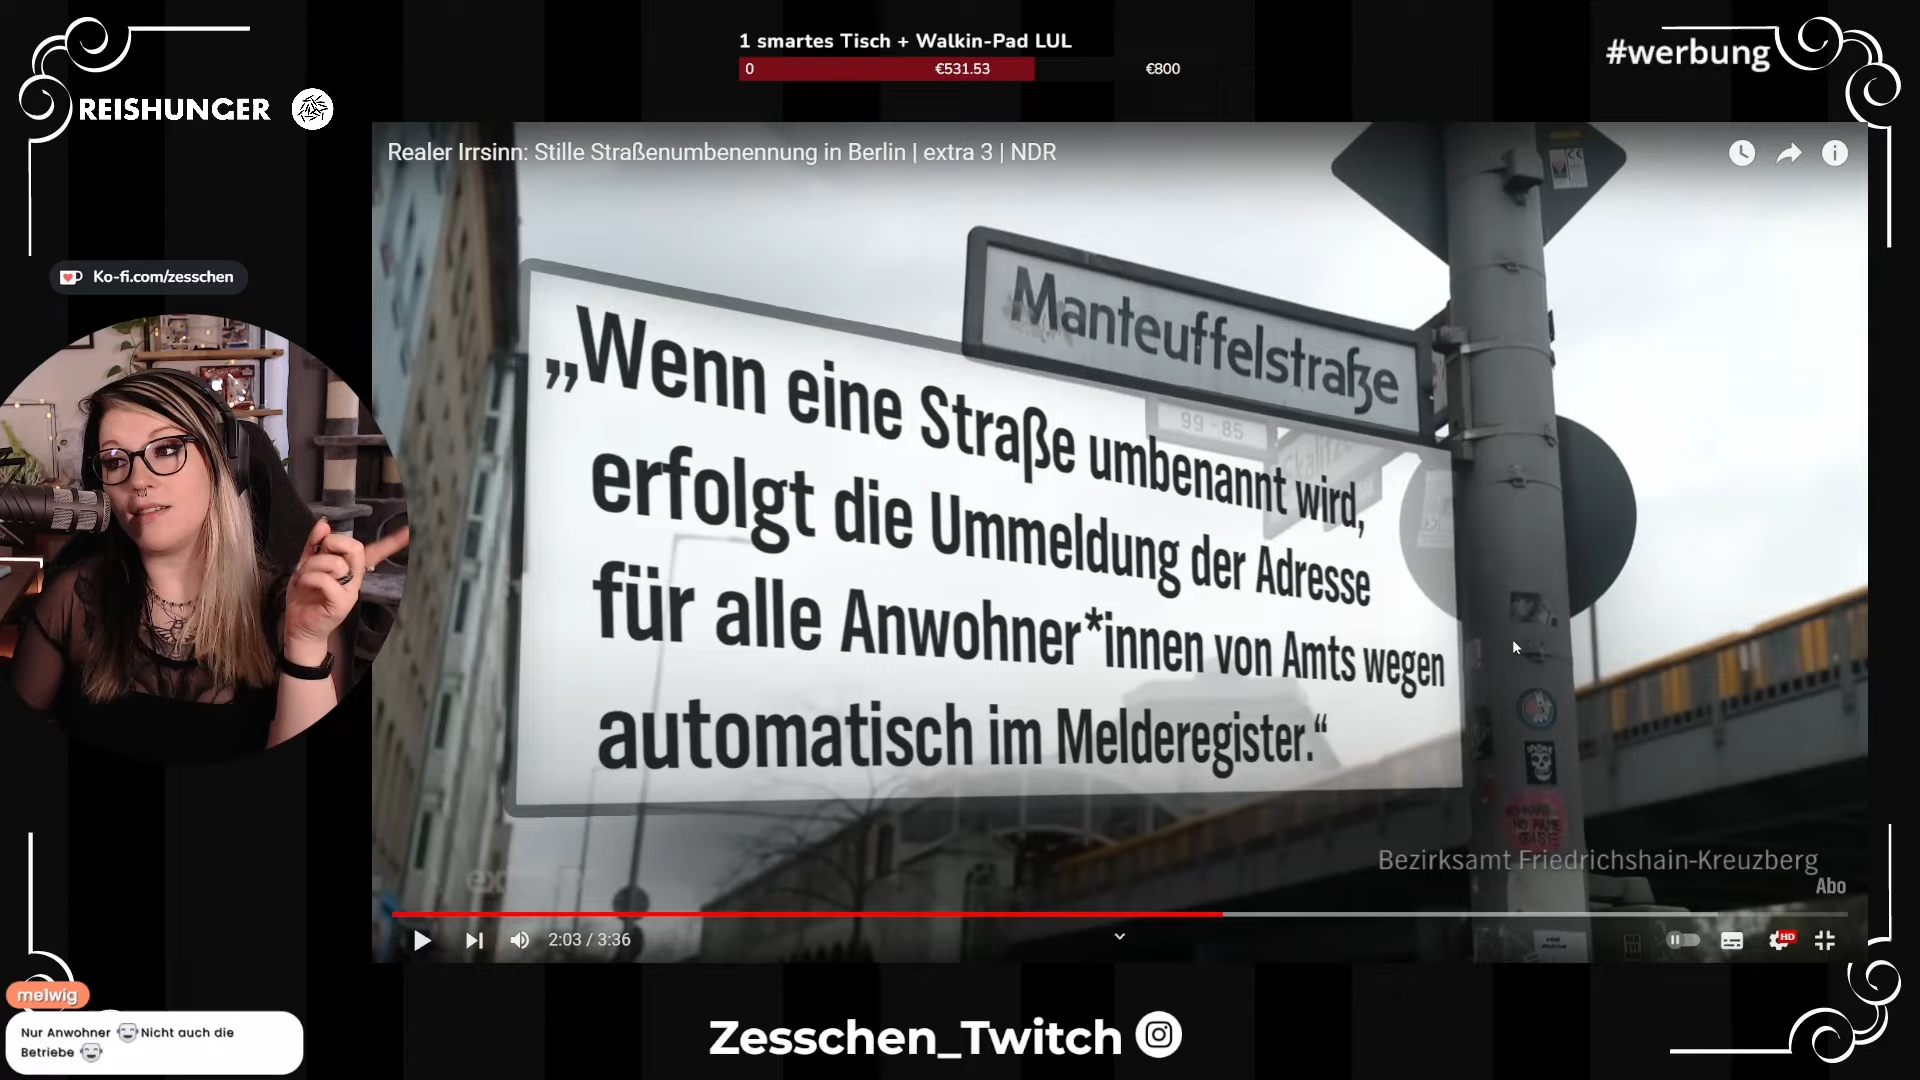 1 smartes Tisch + Walkin-Pad LUL
0 €531.53 €800
#werbung
REISHUNGER
Realer Irrsinn: Stille Straßenumbenennung in Berlin | extra 3 | NDR
Ko-fi.com/zesschen
Manteuffelstraße
99-85
„Wenn eine Straße umbenannt wird,
erfolgt die Ummeldung der Adresse
für alle Anwohner*innen von Amts wegen
automatisch im Melderegister.“
Bezirksamt Friedrichshain-Kreuzberg
Abo
2:03 / 3:36
HD
me1wig
Nur Anwohner Nicht auch die
Betriebe
Zesschen_Twitch